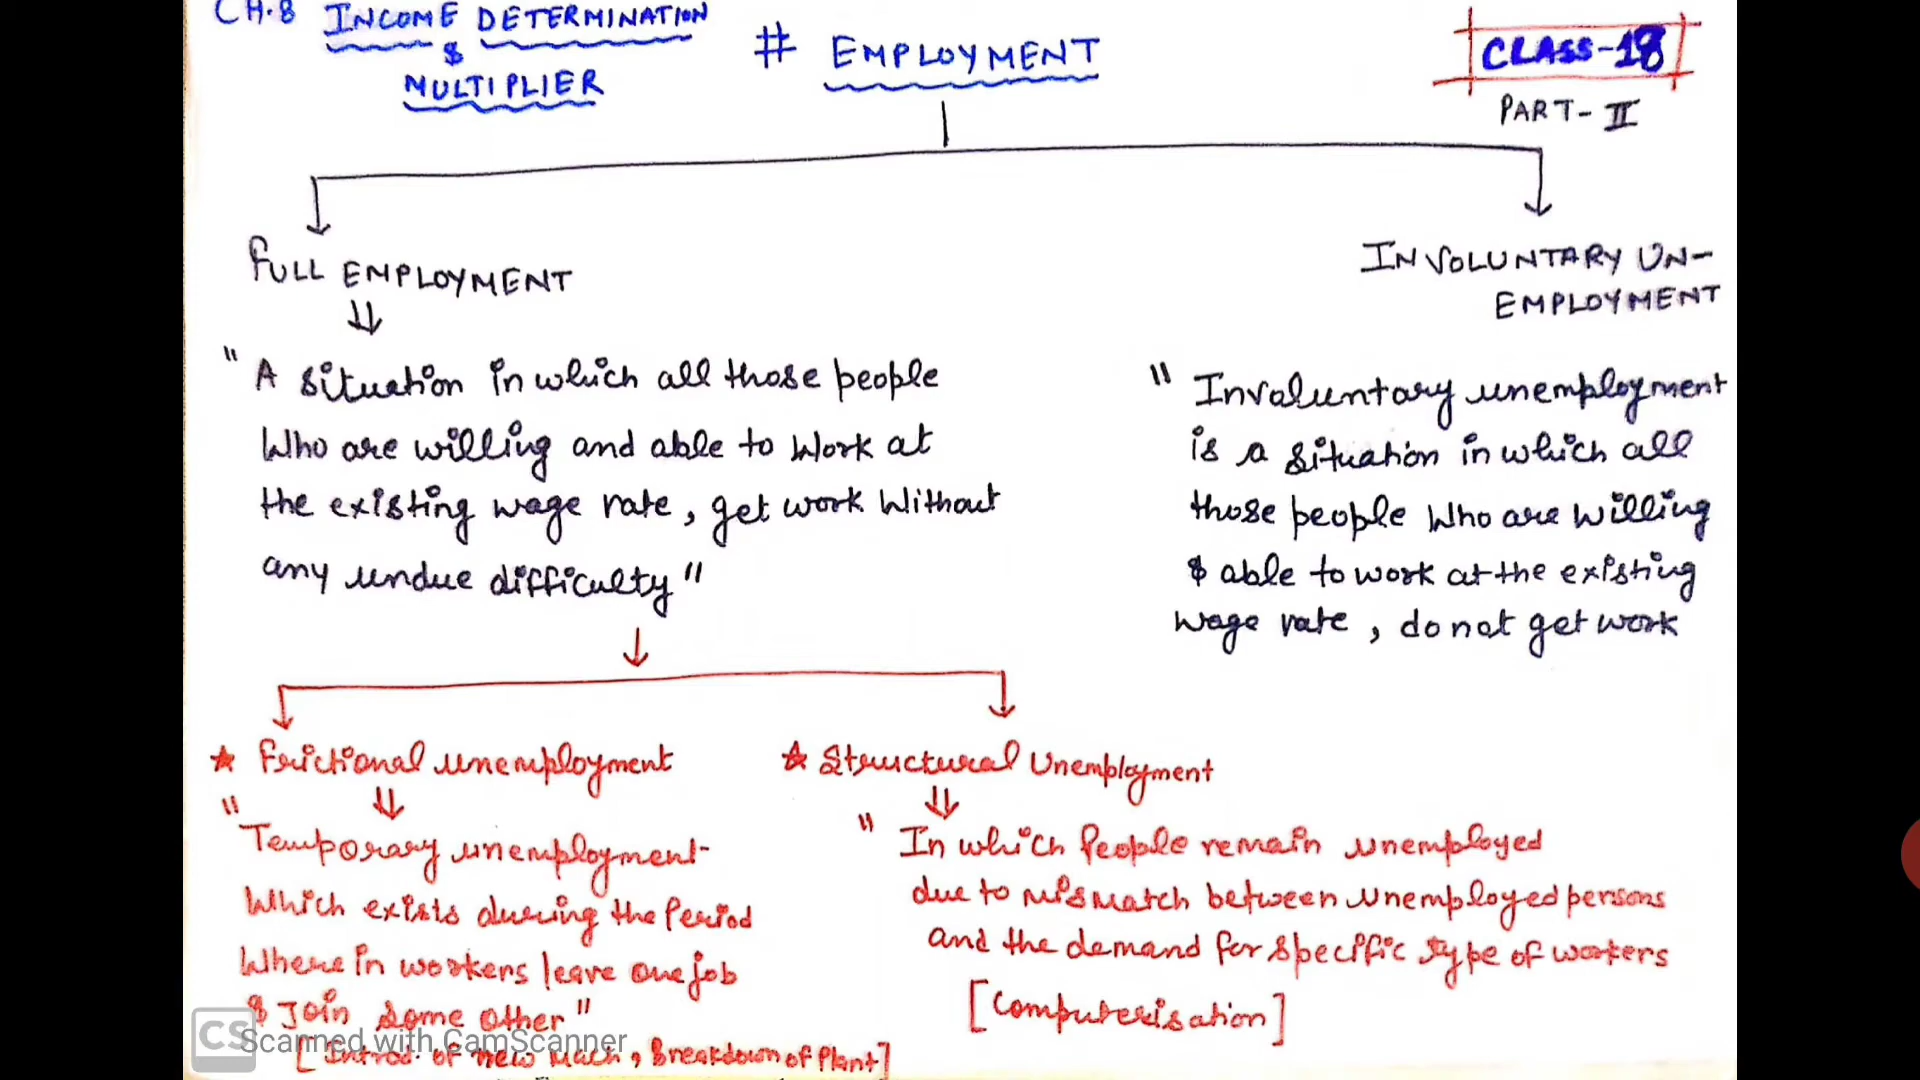 CH.8 INCOME DETERMINATION
$
MULTIPLIER
# EMPLOYMENT
CLASS-18
PART-II
FULL EMPLOYMENT
"A situation in which all those people
Who are willing and able to Work at
the existing wage rate, get work Without
any undue difficulty"
INVOLUNTARY UN-
EMPLOYMENT
"Involuntary unemployment
is a situation in which all
those people Who are willing
$ able to work at the existing
wage rate, do not get work
★ Frictional unemployment
"Temporary unemployment
Which exists during the Period
Where in workers leave one job
$ Join Some other"
[Introd. of new Mach, Breakdown of Plant]
★ Structural Unemployment
"In which People remain unemployed
due to mismatch between unemployed persons
and the demand for specific type of workers
[Computerisation]
CS Scanned with CamScanner